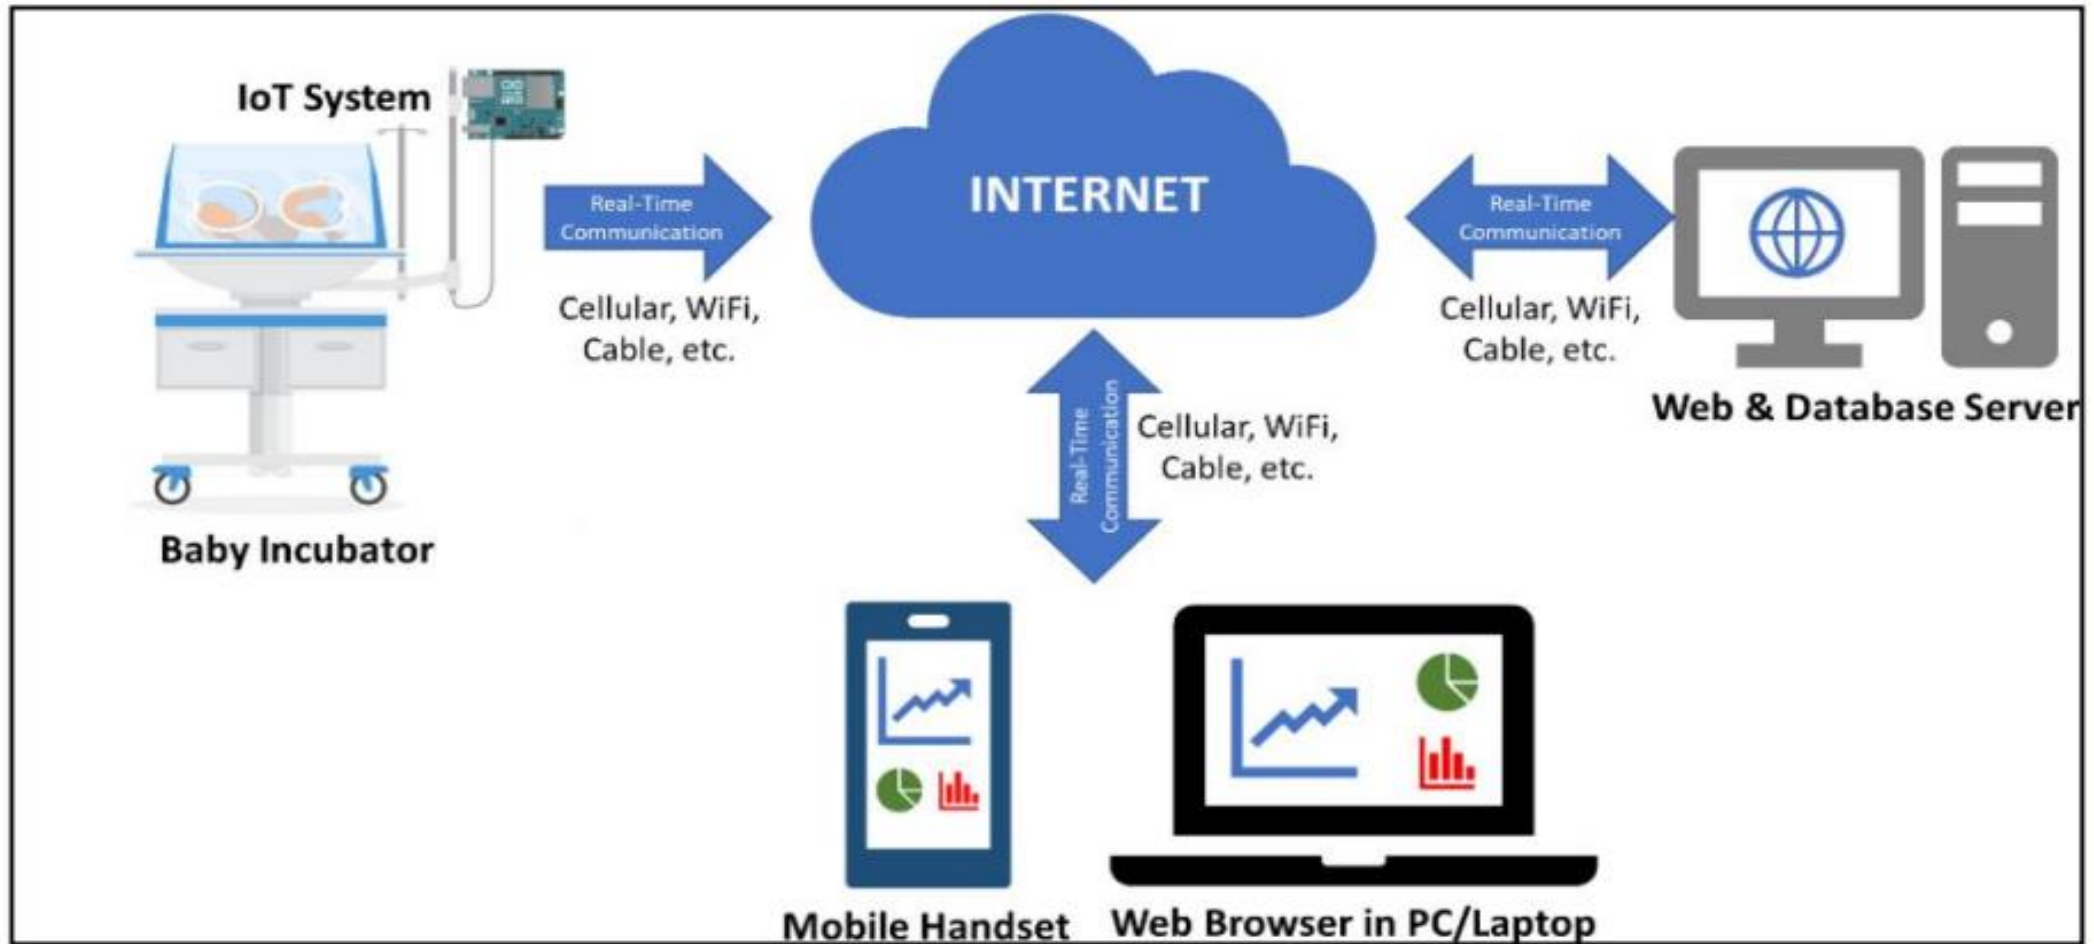 IoT System
Baby Incubator
Real-Time
Communication
Cellular, WiFi,
Cable, etc.
INTERNET
Real-Time
Communication
Cellular, WiFi,
Cable, etc.
Web & Database Server
Real-Time
Communication
Cellular, WiFi,
Cable, etc.
Mobile Handset
Web Browser in PC/Laptop